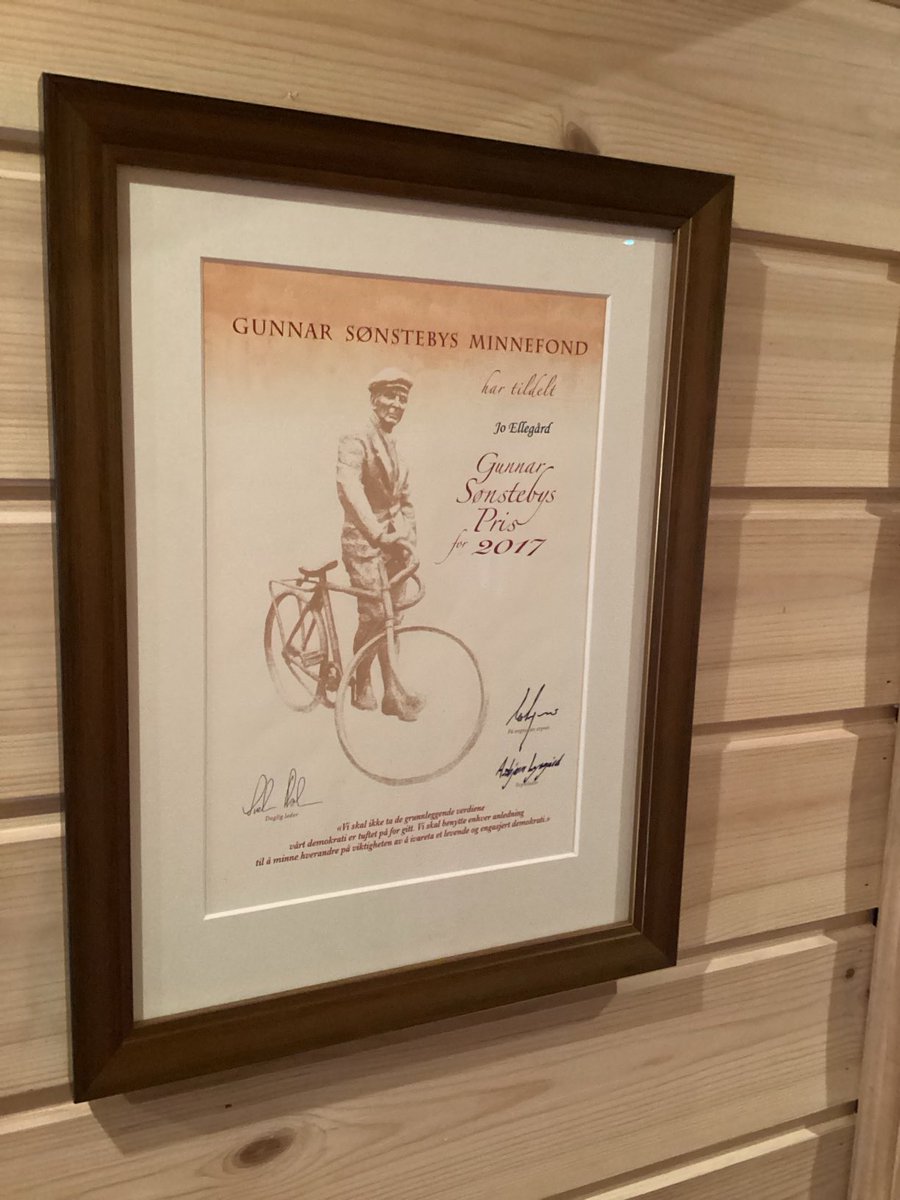 GUNNAR SØNSTEBYS MINNEFOND
har tildelt
Jo Ellegård
Gunnar
Sønstebys
Pris
for 2017
Daglig leder
«Vi skal ikke ta de grunnleggende verdiene
vårt demokrati er tuftet på for gitt. Vi skal benytte enhver anledning
til å minne hverandre på viktigheten av å ivareta et levende og engasjert demokrati.»